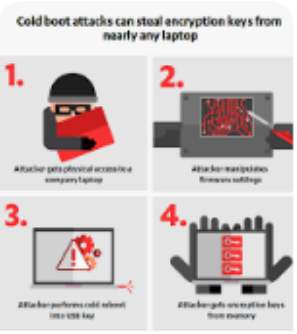 Cold boot attacks can steal encryption keys from
nearly any laptop
1.
Attacker gets physical access to a
company laptop
2.
Attacker manipulates
firmware settings
3.
Attacker performs cold reboot
into USB key
4.
Attacker gets encryption keys
from memory